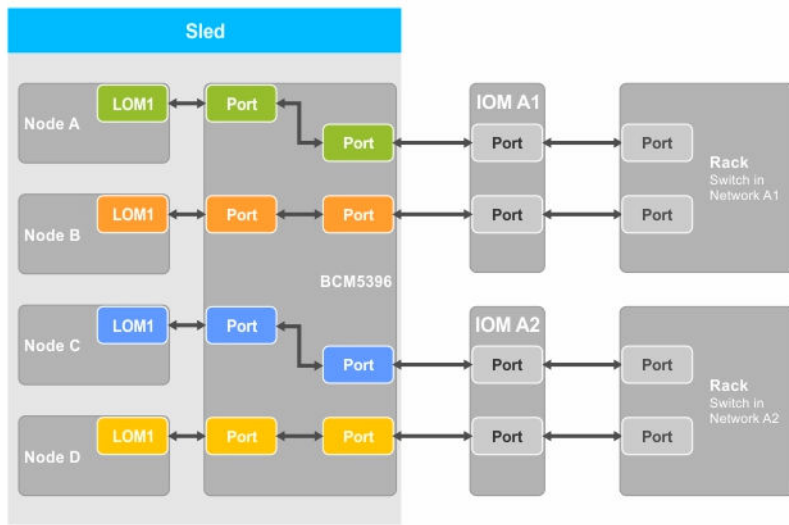 Sled
Node A
LOM1
Port
Port
IOM A1
Port
Port
Rack
Switch in
Network A1
Node B
LOM1
Port
Port
Port
Port
BCM5396
Node C
LOM1
Port
Port
IOM A2
Port
Port
Rack
Switch in
Network A2
Node D
LOM1
Port
Port
Port
Port